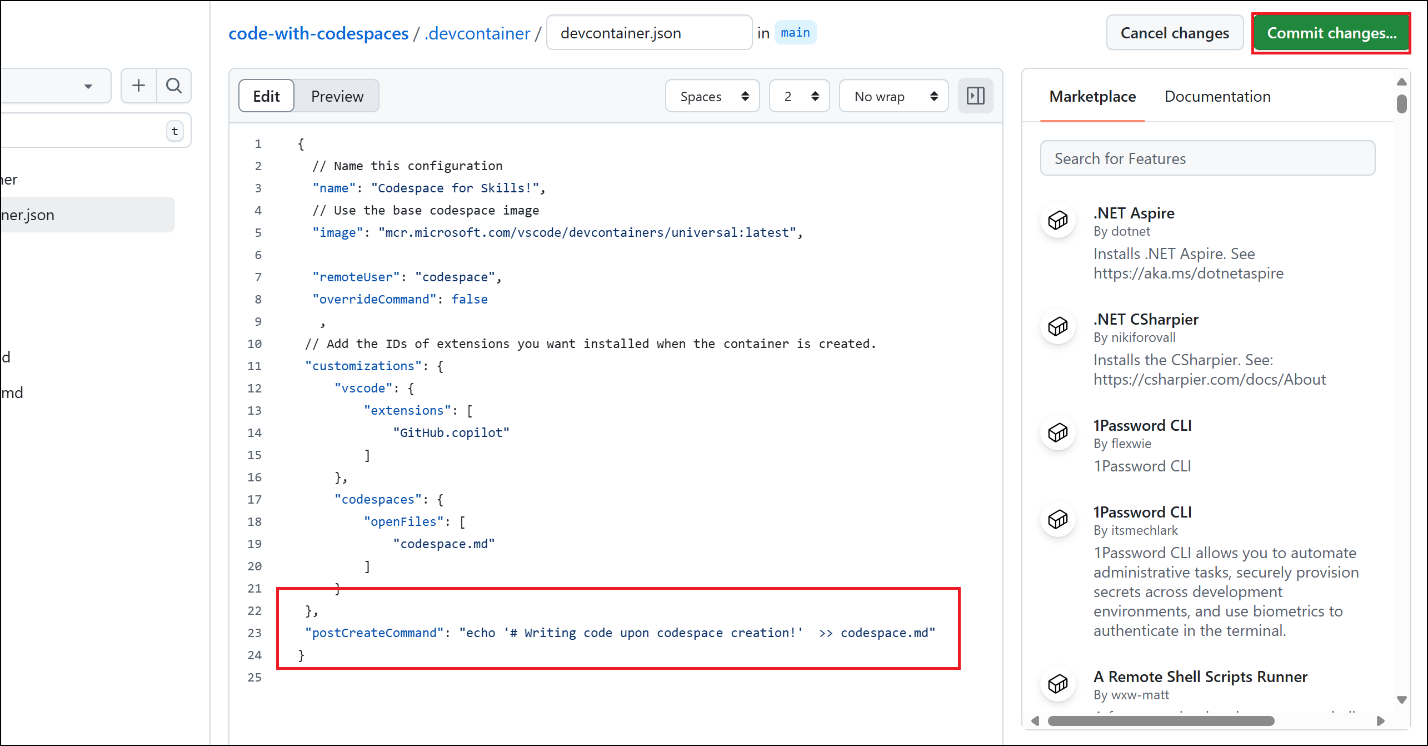 code-with-codespaces / .devcontainer / devcontainer.json in main
Cancel changes
Commit changes...
t
ner
ner.json
d
md
Edit
Preview
Spaces
2
No wrap
1 {
2 // Name this configuration
3 "name": "Codespace for Skills!",
4 // Use the base codespace image
5 "image": "mcr.microsoft.com/vscode/devcontainers/universal:latest",
6
7 "remoteUser": "codespace",
8 "overrideCommand": false
9 ,
10 // Add the IDs of extensions you want installed when the container is created.
11 "customizations": {
12 "vscode": {
13 "extensions": [
14 "GitHub.copilot"
15 ]
16 },
17 "codespaces": {
18 "openFiles": [
19 "codespace.md"
20 ]
21 }
22 },
23 "postCreateCommand": "echo '# Writing code upon codespace creation!'  >> codespace.md"
24 }
25
Marketplace
Documentation
Search for Features
.NET Aspire
By dotnet
Installs .NET Aspire. See
https://aka.ms/dotnetaspire
.NET CSharpier
By nikiforovall
Installs the CSharpier. See:
https://csharpier.com/docs/About
1Password CLI
By flexwie
1Password CLI
1Password CLI
By itsmechlark
1Password CLI allows you to automate
administrative tasks, securely provision
secrets across development
environments, and use biometrics to
authenticate in the terminal.
A Remote Shell Scripts Runner
By wxw-matt